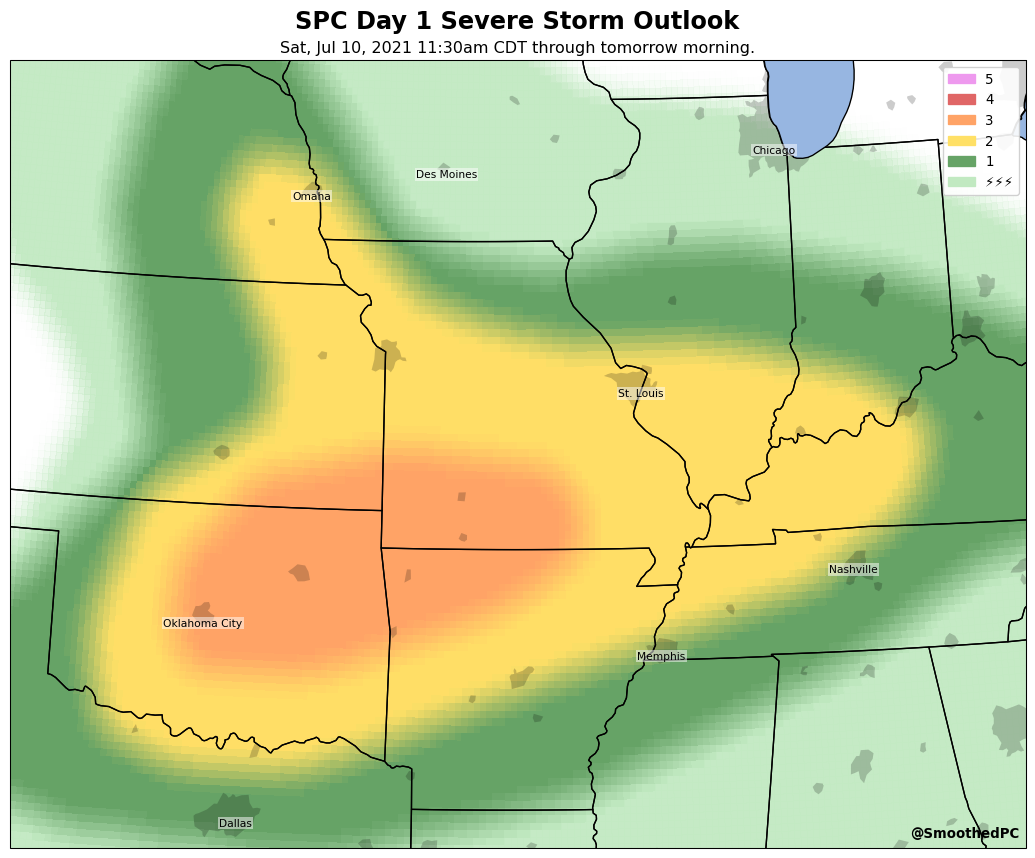 SPC Day 1 Severe Storm Outlook
Sat, Jul 10, 2021 11:30am CDT through tomorrow morning.
5
4
3
2
1
⚡⚡⚡
Chicago
Des Moines
Omaha
St. Louis
Nashville
Oklahoma City
Memphis
Dallas
@SmoothedPC